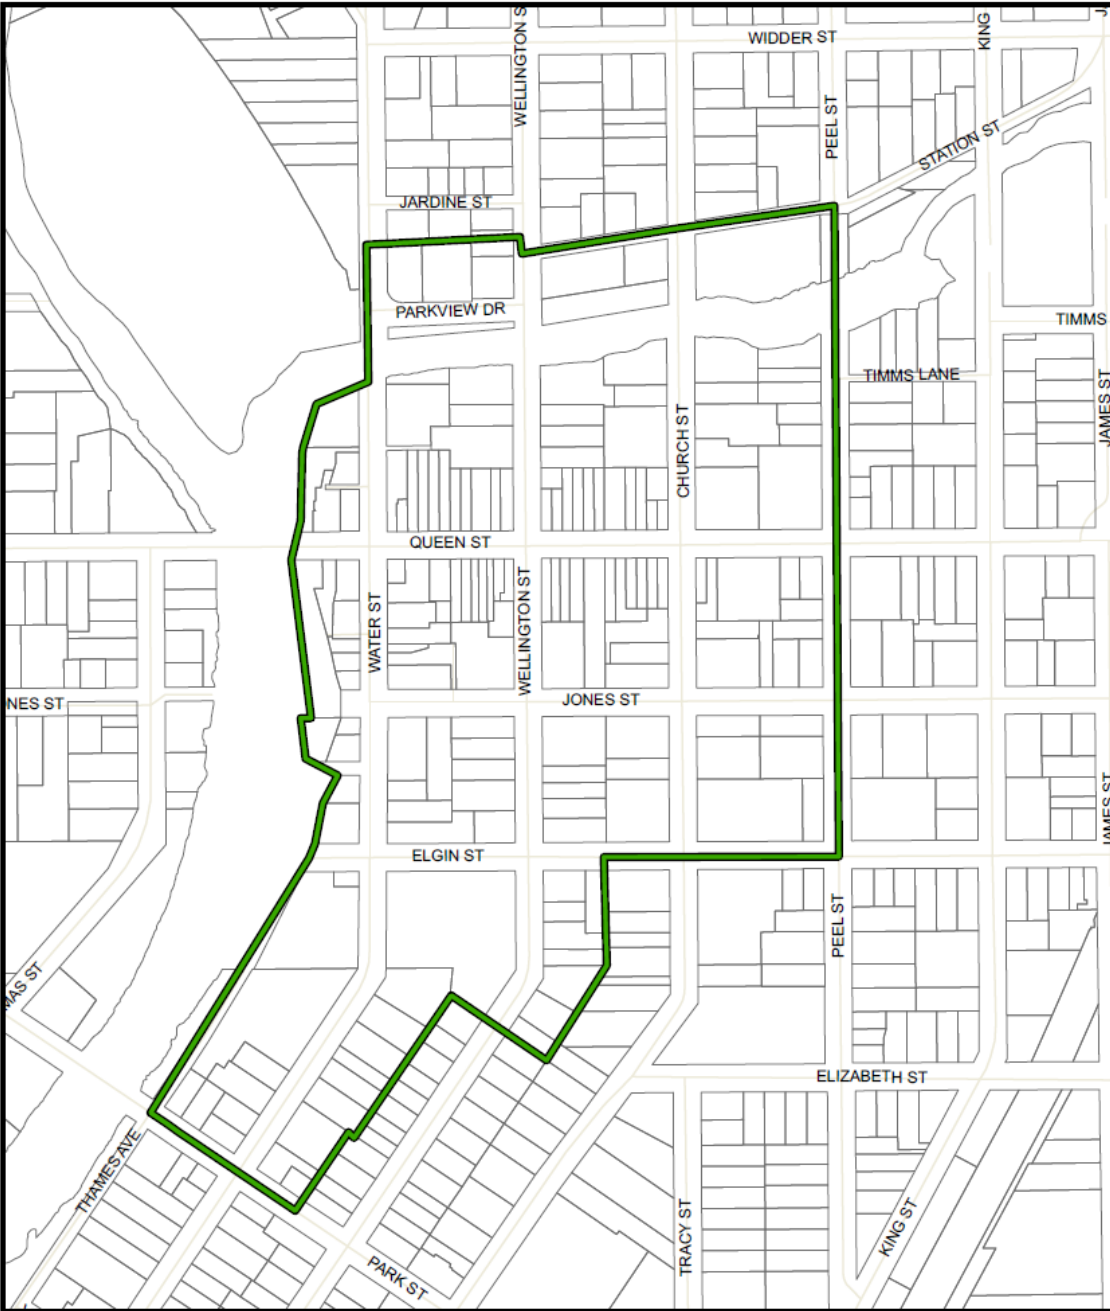 WIDDER ST
KING
J
WELLINGTON S
PEEL ST
STATION ST
JARDINE ST
PARKVIEW DR
TIMMS
TIMMS LANE
JAMES ST
CHURCH ST
QUEEN ST
WATER ST
WELLINGTON ST
NES ST
JONES ST
JAMES ST
ELGIN ST
PEEL ST
MAS ST
ELIZABETH ST
THAMES AVE
TRACY ST
KING ST
PARK ST